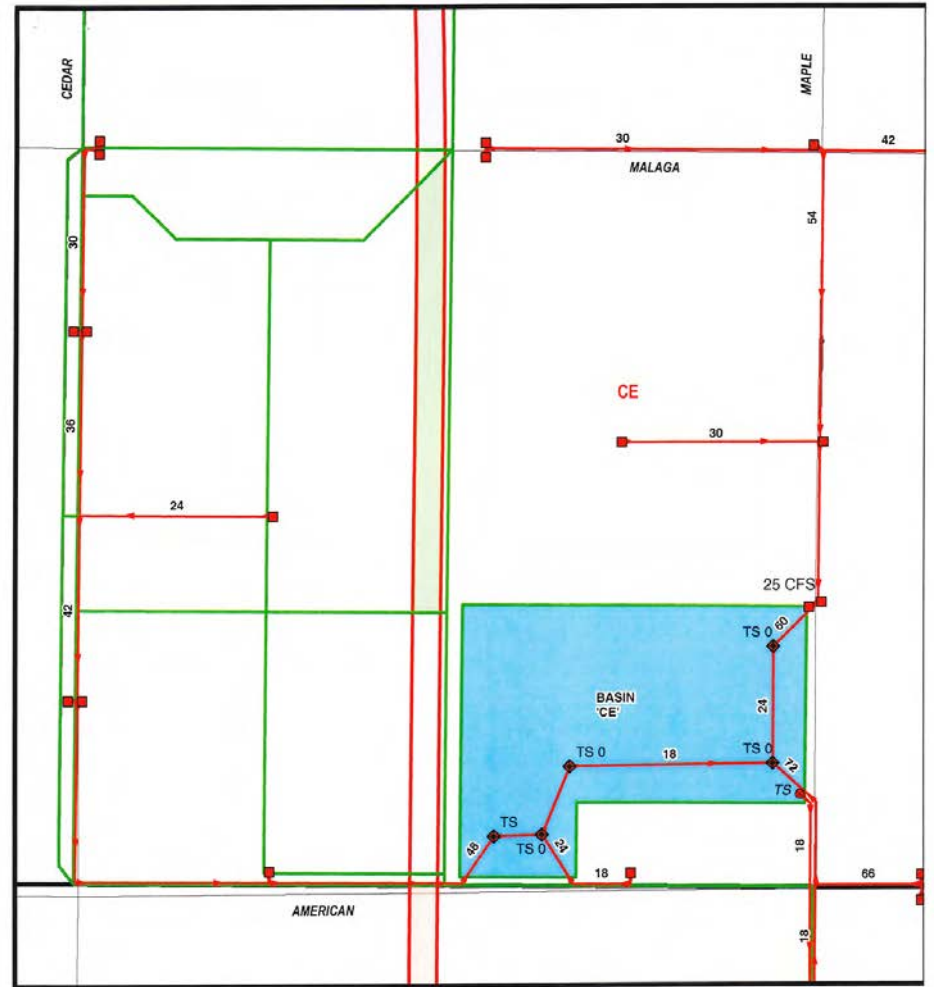 CEDAR
MAPLE
30
42
MALAGA
54
30
CE
30
36
24
25 CFS
42
60
TS 0
BASIN
'CE'
24
18
TS 0
TS 0
72
TS
TS
TS 0
48
24
18
18
66
AMERICAN
18